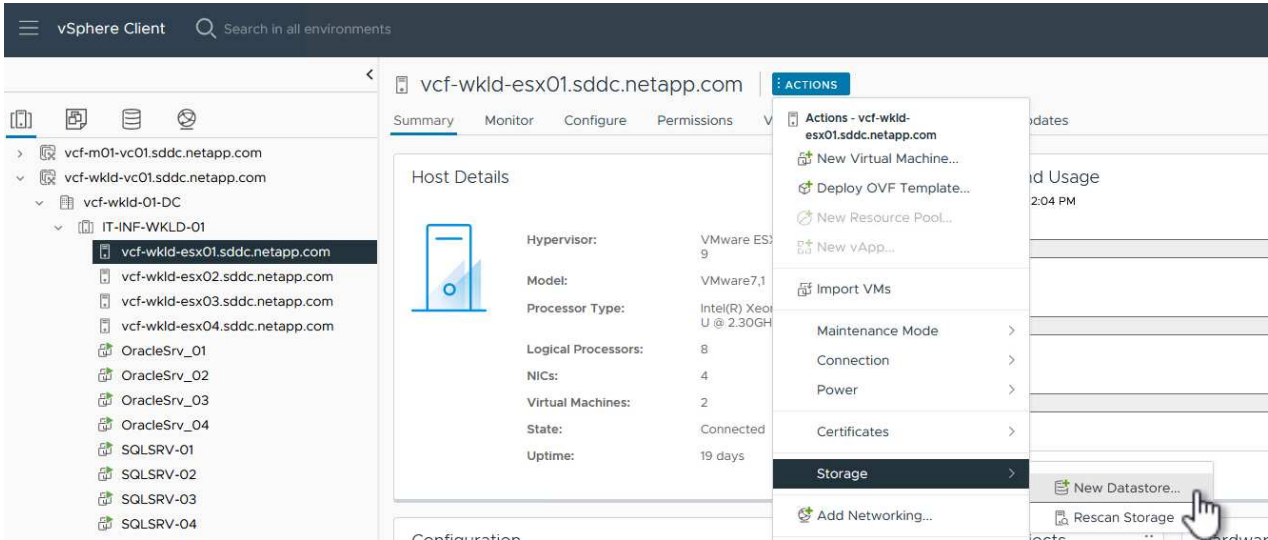 vSphere Client
Search in all environments
vcf-m01-vc01.sddc.netapp.com
vcf-wkld-vc01.sddc.netapp.com
vcf-wkld-01-DC
IT-INF-WKLD-01
vcf-wkld-esx01.sddc.netapp.com
vcf-wkld-esx02.sddc.netapp.com
vcf-wkld-esx03.sddc.netapp.com
vcf-wkld-esx04.sddc.netapp.com
OracleSrv_01
OracleSrv_02
OracleSrv_03
OracleSrv_04
SQLSRV-01
SQLSRV-02
SQLSRV-03
SQLSRV-04
vcf-wkld-esx01.sddc.netapp.com
ACTIONS
Summary Monitor Configure Permissions V
Host Details
Hypervisor: VMware ESX
9
Model: VMware7,1
Processor Type: Intel(R) Xeo
U @ 2.30GH
Logical Processors: 8
NICs: 4
Virtual Machines: 2
State: Connected
Uptime: 19 days
Configuration
Actions - vcf-wkld-
esx01.sddc.netapp.com
New Virtual Machine...
Deploy OVF Template...
New Resource Pool...
New vApp...
Import VMs
Maintenance Mode
Connection
Power
Certificates
Storage
Add Networking...
New Datastore...
Rescan Storage
pdates
nd Usage
2:04 PM